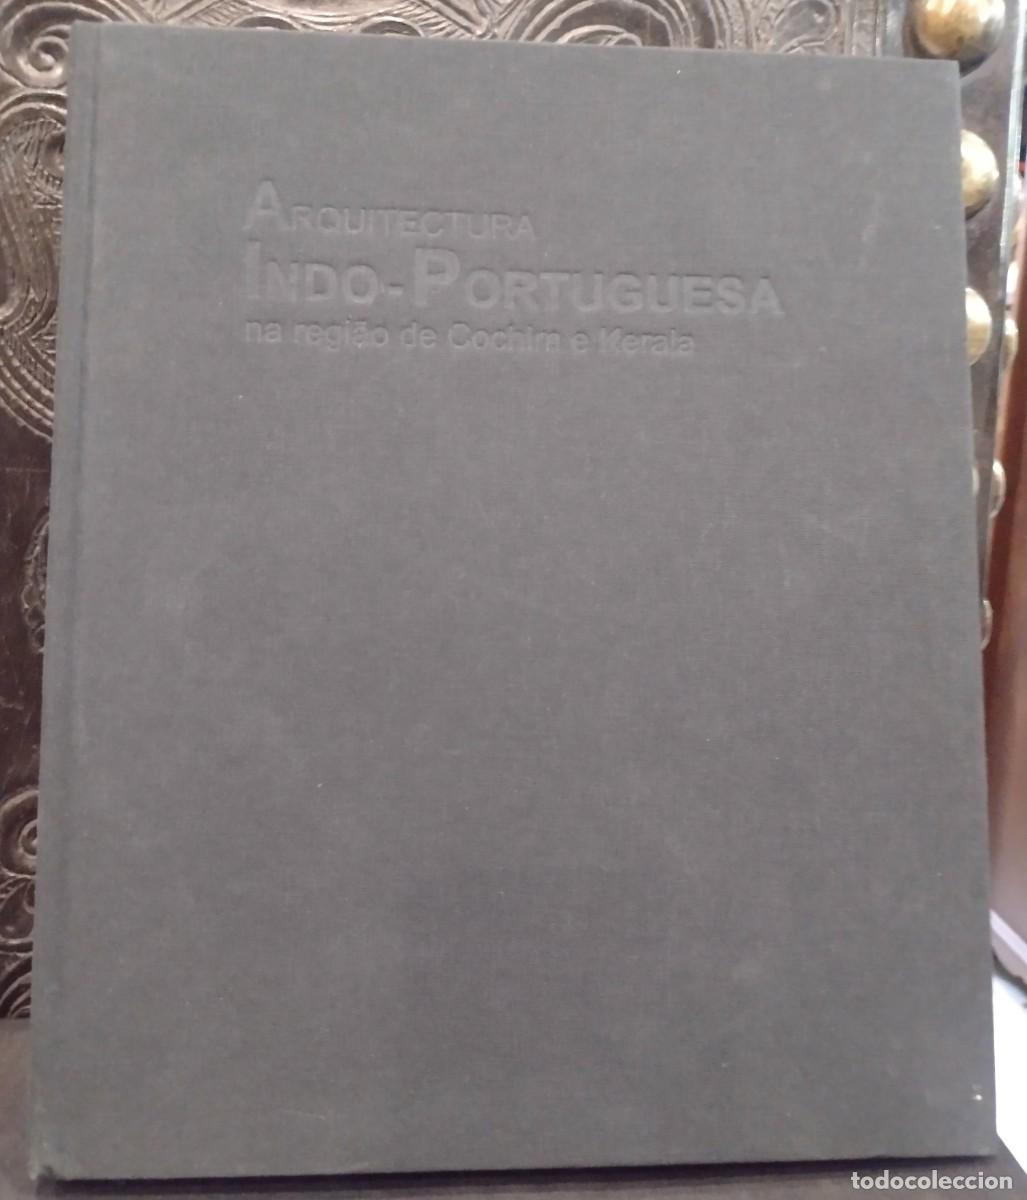 ARQUITECTURA
INDO-PORTUGUESA
na região de Cochim e Kerala
todocoleccion